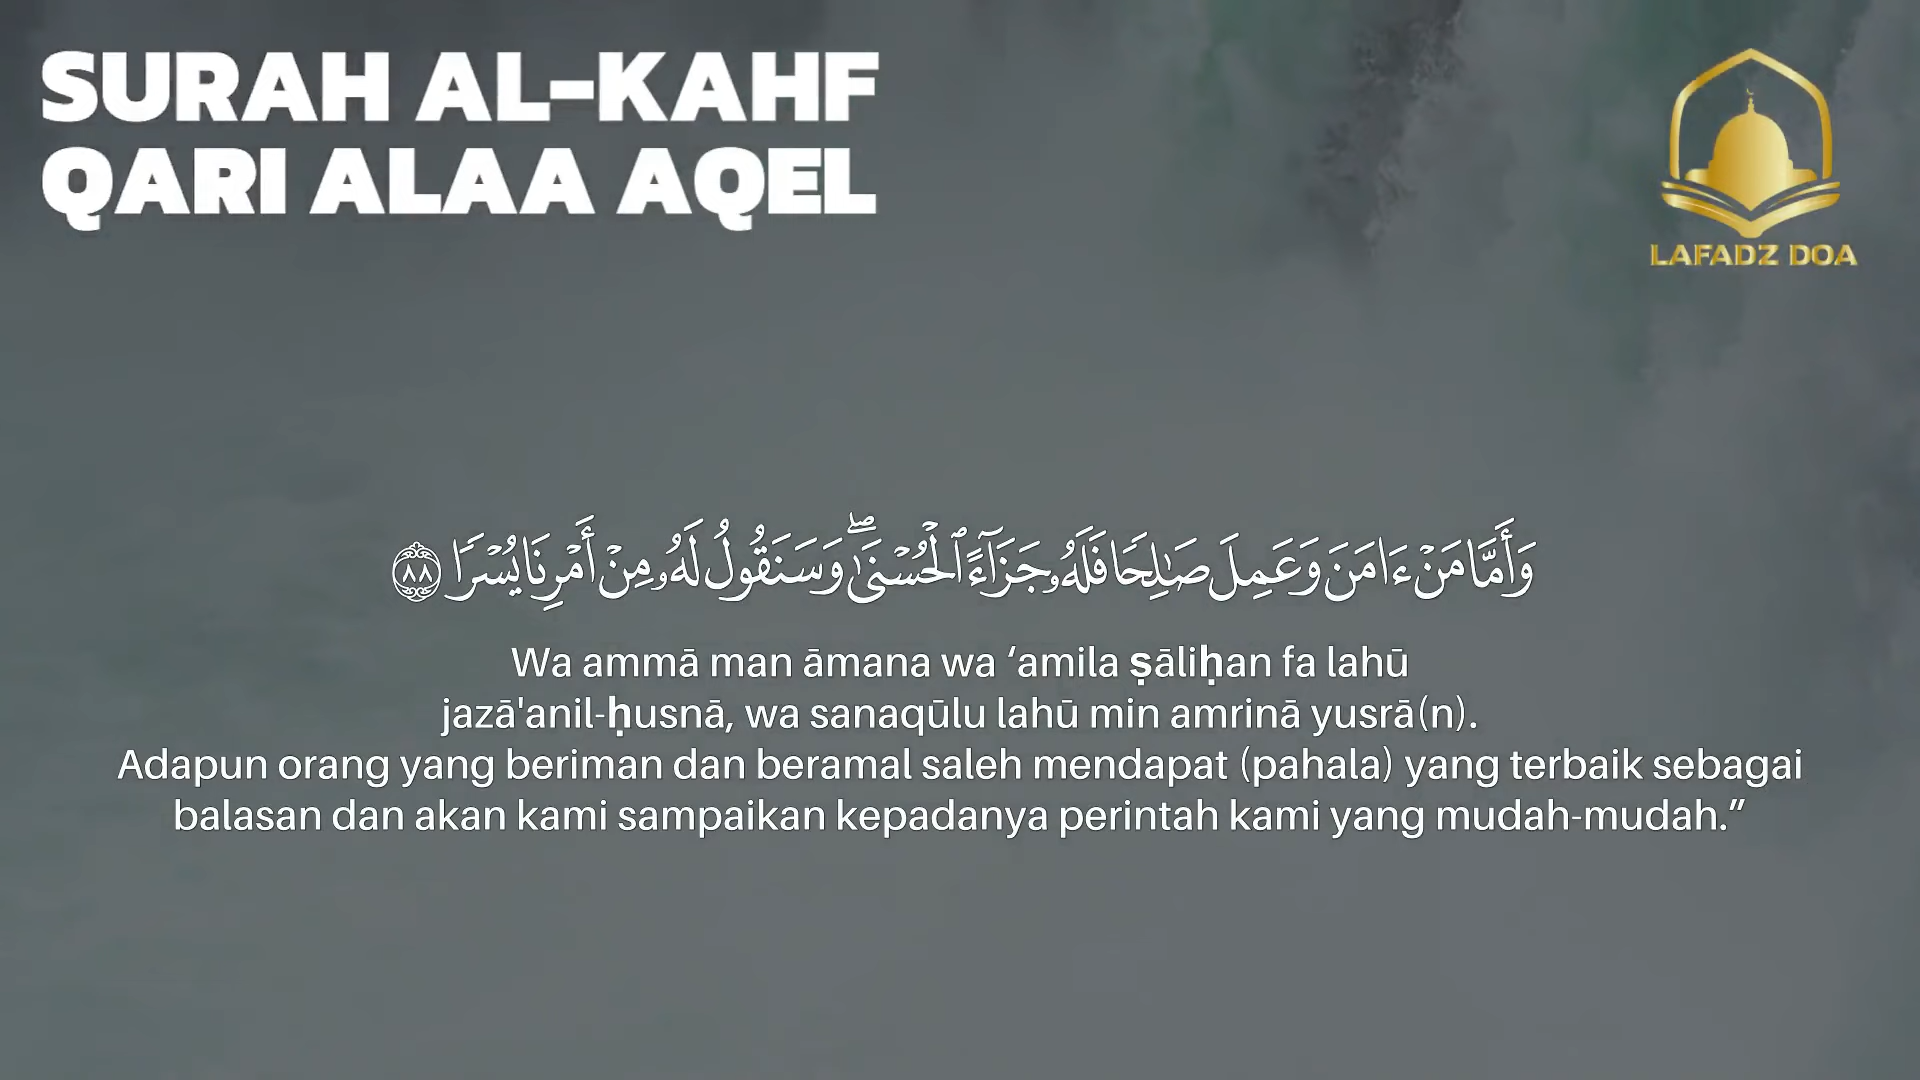 SURAH AL-KAHF
QARI ALAA AQEL
LAFADZ DOA
وَأَمَّا مَنْ ءَامَنَ وَعَمِلَ صَـٰلِحًا فَلَهُۥ جَزَآءً ٱلْحُسْنَىٰ ۖ وَسَنَقُولُ لَهُۥ مِنْ أَمْرِنَا يُسْرًا ٨٨
Wa ammā man āmana wa ‘amila ṣāliḥan fa lahū
jazā'anil-ḥusnā, wa sanaqūlu lahū min amrinā yusrā(n).
Adapun orang yang beriman dan beramal saleh mendapat (pahala) yang terbaik sebagai
balasan dan akan kami sampaikan kepadanya perintah kami yang mudah-mudah.”